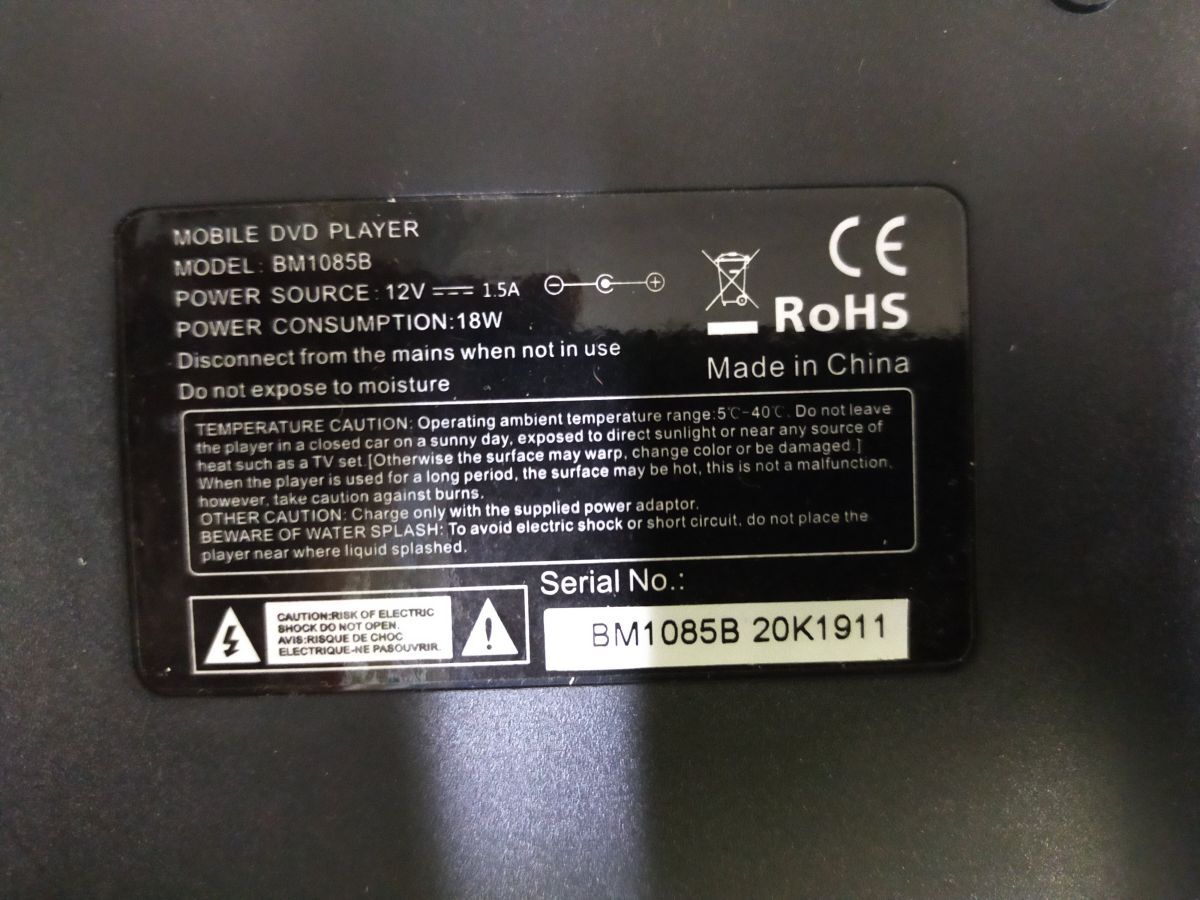 MOBILE DVD PLAYER
MODEL: BM1085B
POWER SOURCE: 12V 1.5A
POWER CONSUMPTION:18W
Disconnect from the mains when not in use
Do not expose to moisture
CE
RoHS
Made in China
TEMPERATURE CAUTION: Operating ambient temperature range:5℃-40℃. Do not leave
the player in a closed car on a sunny day, exposed to direct sunlight or near any source of
heat such as a TV set.[Otherwise the surface may warp, change color or be damaged.]
When the player is used for a long period, the surface may be hot, this is not a malfunction,
however, take caution against burns.
OTHER CAUTION: Charge only with the supplied power adaptor.
BEWARE OF WATER SPLASH: To avoid electric shock or short circuit, do not place the
player near where liquid splashed.
CAUTION:RISK OF ELECTRIC
SHOCK DO NOT OPEN.
AVIS:RISQUE DE CHOC
ELECTRIQUE-NE PASOUVRIR.
Serial No.:
BM1085B 20K1911